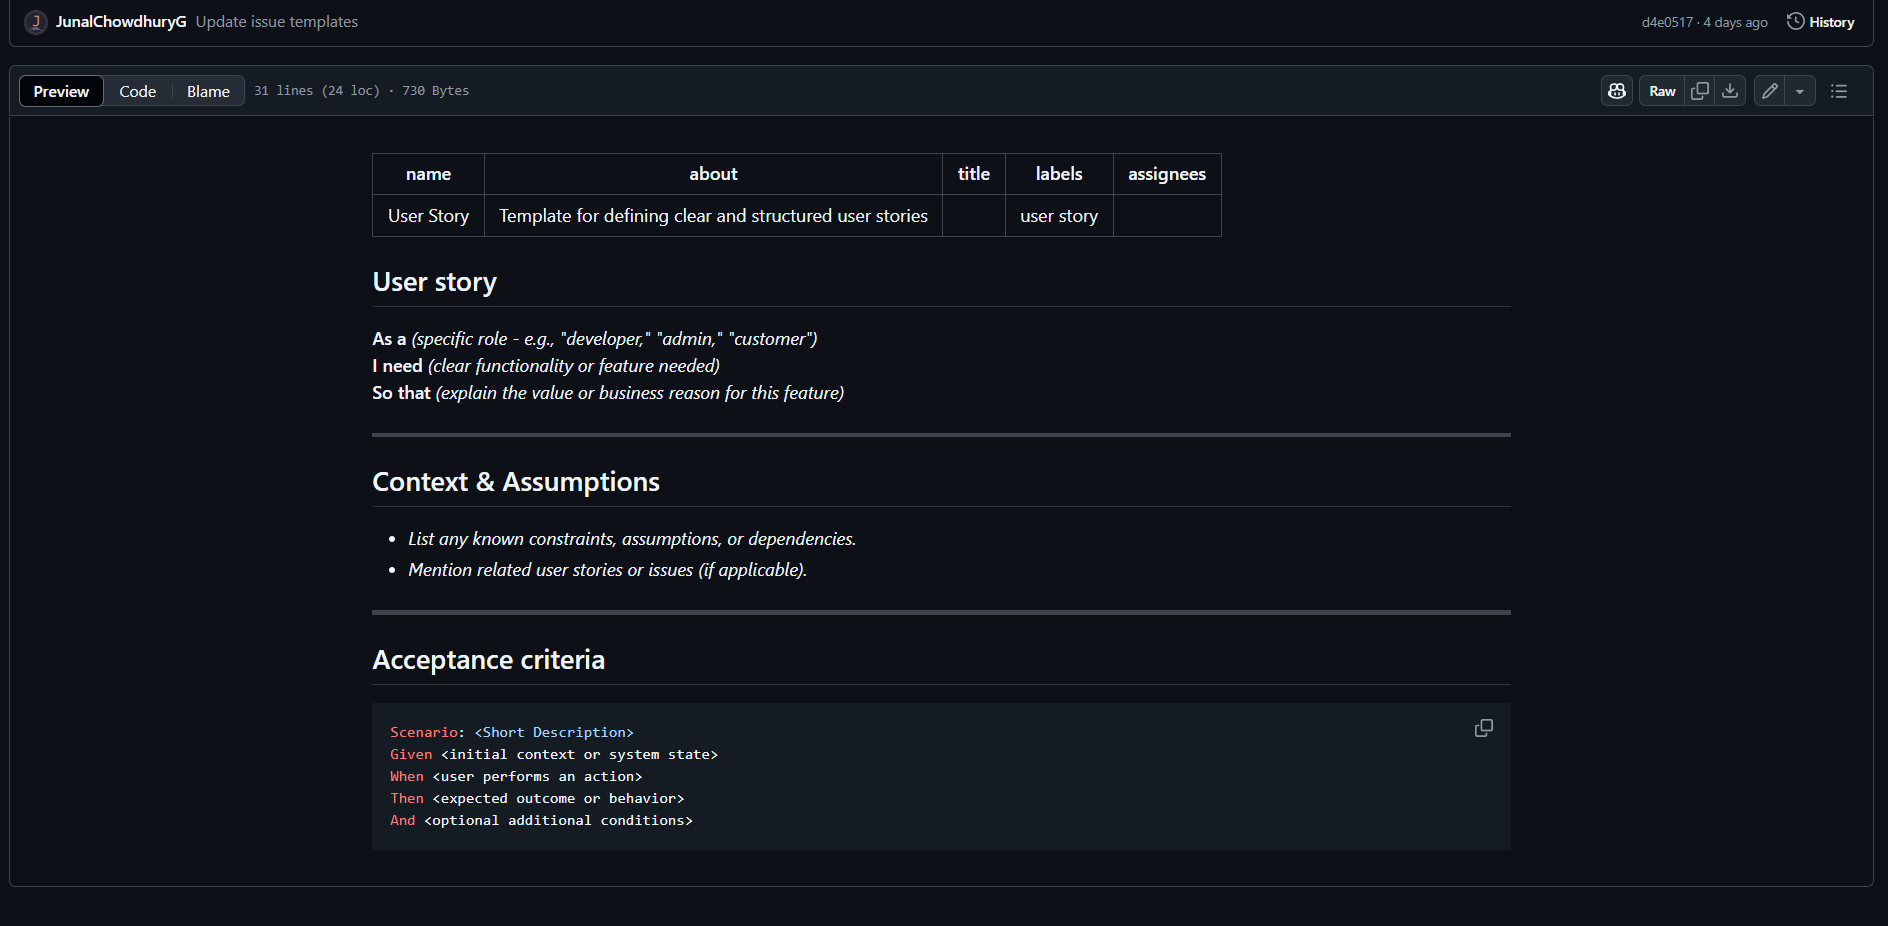 J JunalChowdhuryG Update issue templates d4e0517 · 4 days ago History
Preview Code Blame 31 lines (24 loc) · 730 Bytes Raw
name about title labels assignees
User Story Template for defining clear and structured user stories user story
User story
As a (specific role - e.g., "developer," "admin," "customer")
I need (clear functionality or feature needed)
So that (explain the value or business reason for this feature)
Context & Assumptions
• List any known constraints, assumptions, or dependencies.
• Mention related user stories or issues (if applicable).
Acceptance criteria
Scenario: <Short Description>
Given <initial context or system state>
When <user performs an action>
Then <expected outcome or behavior>
And <optional additional conditions>